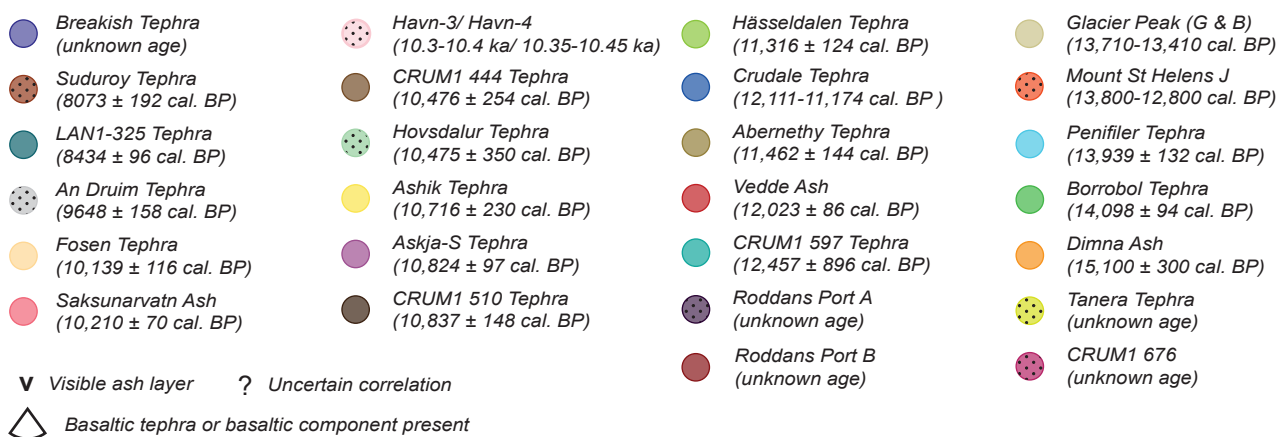 Breakish Tephra
(unknown age)
Suduroy Tephra
(8073 ± 192 cal. BP)
LAN1-325 Tephra
(8434 ± 96 cal. BP)
An Druim Tephra
(9648 ± 158 cal. BP)
Fosen Tephra
(10,139 ± 116 cal. BP)
Saksunarvatn Ash
(10,210 ± 70 cal. BP)
Havn-3/ Havn-4
(10.3-10.4 ka/ 10.35-10.45 ka)
CRUM1 444 Tephra
(10,476 ± 254 cal. BP)
Hovsdalur Tephra
(10,475 ± 350 cal. BP)
Ashik Tephra
(10,716 ± 230 cal. BP)
Askja-S Tephra
(10,824 ± 97 cal. BP)
CRUM1 510 Tephra
(10,837 ± 148 cal. BP)
Hässeldalen Tephra
(11,316 ± 124 cal. BP)
Crudale Tephra
(12,111-11,174 cal. BP )
Abernethy Tephra
(11,462 ± 144 cal. BP)
Vedde Ash
(12,023 ± 86 cal. BP)
CRUM1 597 Tephra
(12,457 ± 896 cal. BP)
Roddans Port A
(unknown age)
Roddans Port B
(unknown age)
Glacier Peak (G & B)
(13,710-13,410 cal. BP)
Mount St Helens J
(13,800-12,800 cal. BP)
Penifiler Tephra
(13,939 ± 132 cal. BP)
Borrobol Tephra
(14,098 ± 94 cal. BP)
Dimna Ash
(15,100 ± 300 cal. BP)
Tanera Tephra
(unknown age)
CRUM1 676
(unknown age)
v Visible ash layer
? Uncertain correlation
Basaltic tephra or basaltic component present